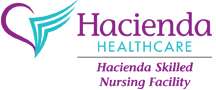 Hacienda
HEALTHCARE
Hacienda Skilled
Nursing Facility